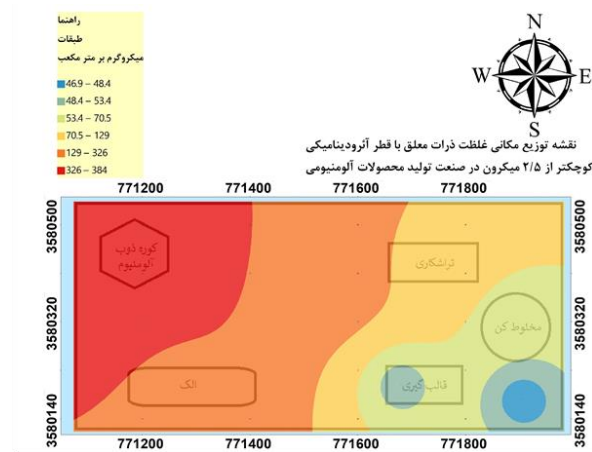 راهنما
طبقات
میکروگرم بر متر مکعب
46.9 – 48.4
48.4 – 53.4
53.4 – 70.5
70.5 – 129
129 – 326
326 – 384
N
W E
S
نقشه توزیع مکانی غلظت ذرات معلق با قطر آئرودینامیکی
کوچکتر از ۲/۵ میکرون در صنعت تولید محصولات آلومنیومی
771200 771400 771600 771800
3580500 3580500
کوره ذوب
آلومنیوم
تراشکاری
3580320 3580320
مخلوط کن
الک
قالب گیری
3580140 3580140
771200 771400 771600 771800